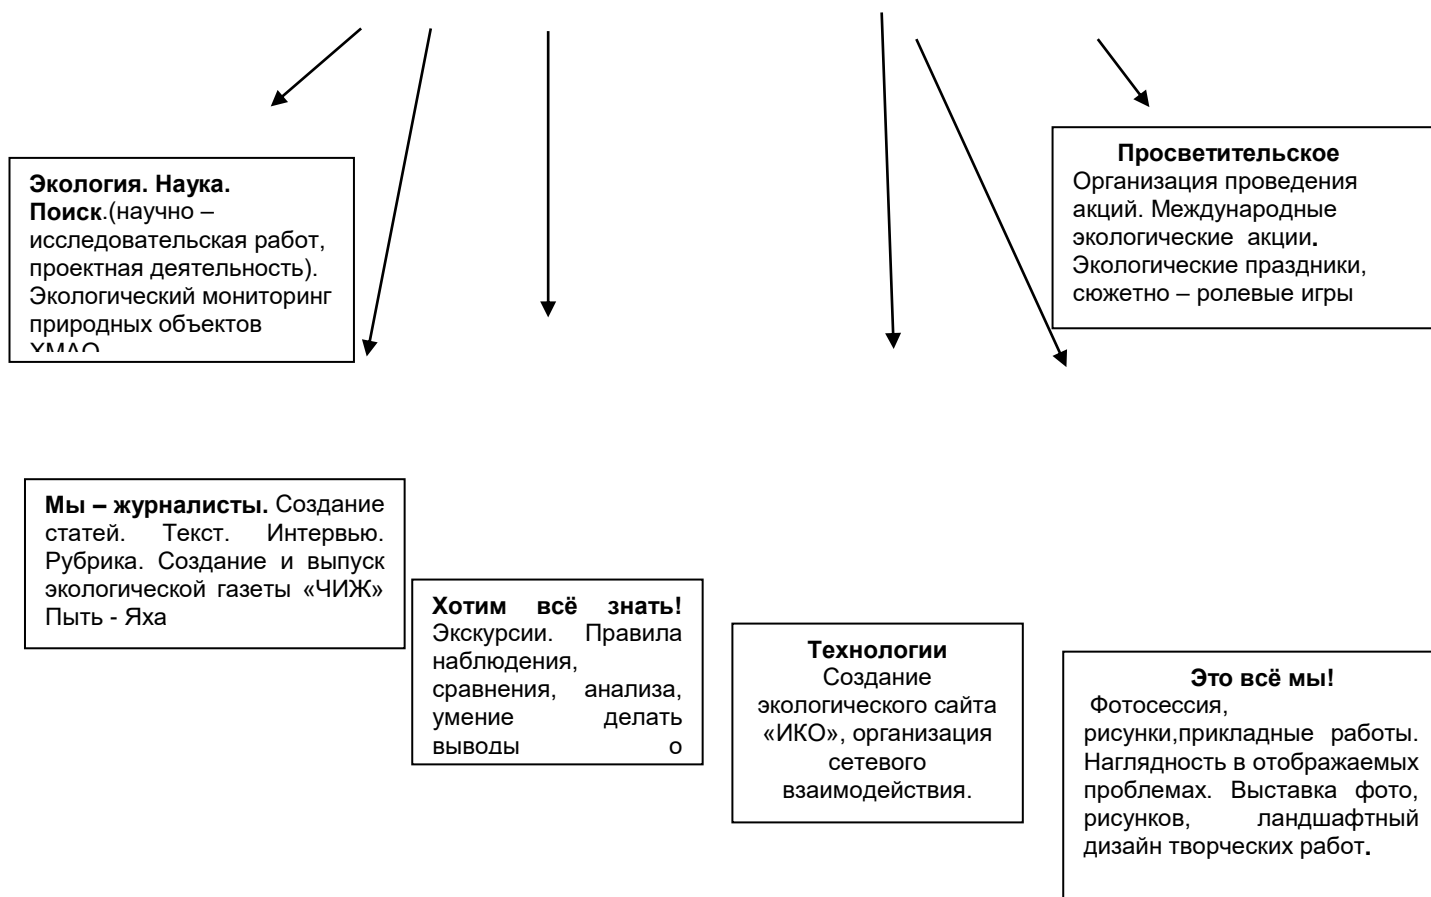 Экология. Наука.
Поиск.(научно –
исследовательская работ,
проектная деятельность).
Экологический мониторинг
природных объектов
ХМАО
Просветительское
Организация проведения
акций. Международные
экологические акции.
Экологические праздники,
сюжетно – ролевые игры
Мы – журналисты. Создание
статей. Текст. Интервью.
Рубрика. Создание и выпуск
экологической газеты «ЧИЖ»
Пыть - Яха
Хотим всё знать!
Экскурсии. Правила
наблюдения,
сравнения, анализа,
умение делать
выводы о
Технологии
Создание
экологического сайта
«ИКО», организация
сетевого
взаимодействия.
Это всё мы!
Фотосессия,
рисунки,прикладные работы.
Наглядность в отображаемых
проблемах. Выставка фото,
рисунков, ландшафтный
дизайн творческих работ.